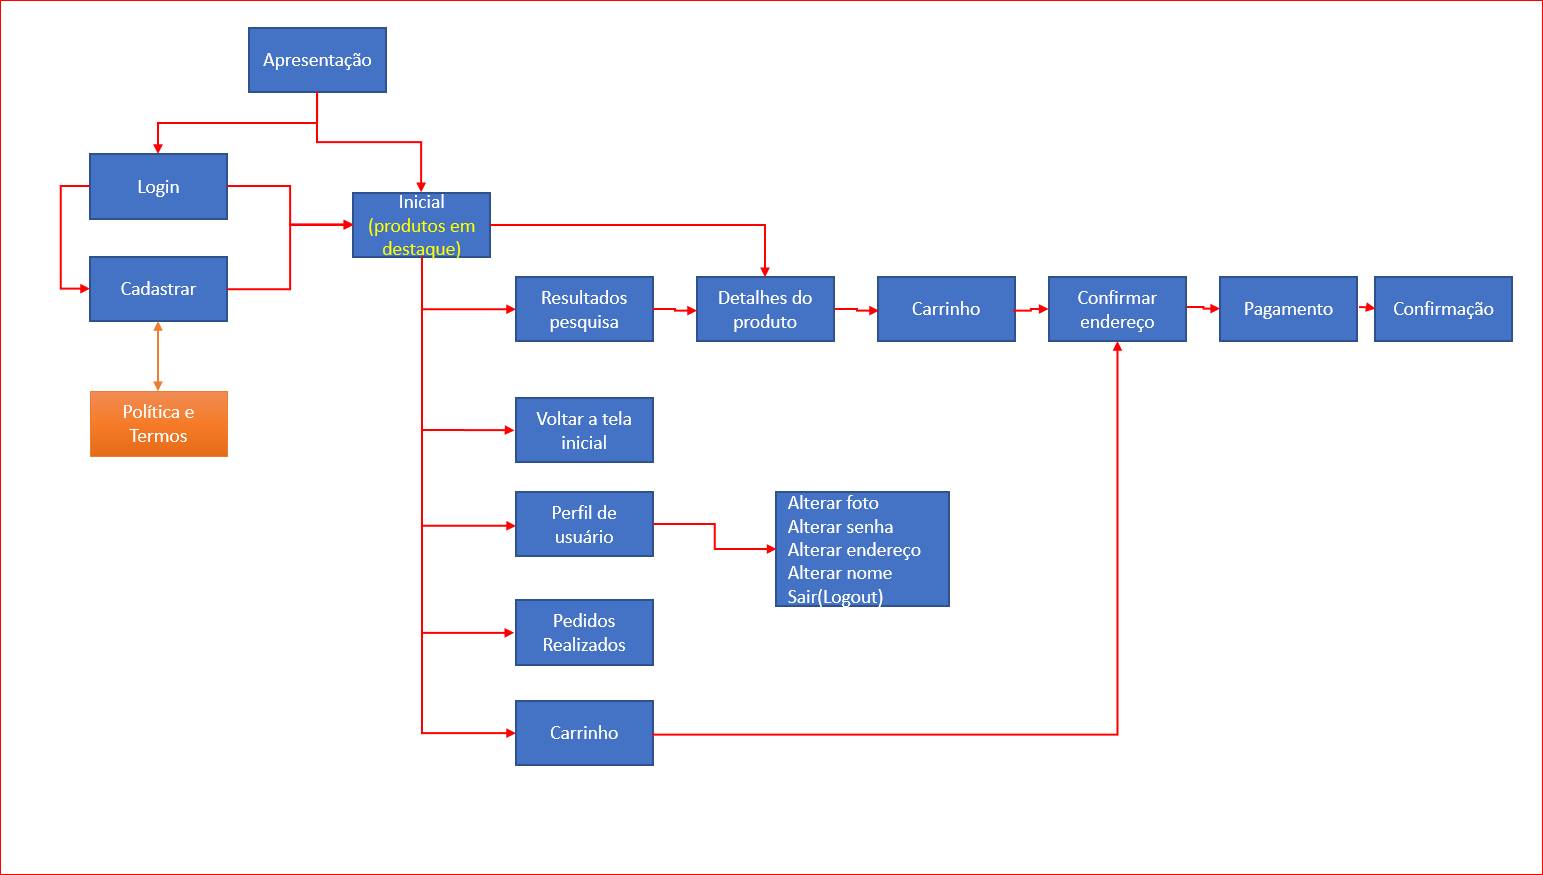 Apresentação
Login
Inicial
(produtos em
destaque)
Cadastrar
Resultados
pesquisa
Detalhes do
produto
Carrinho
Confirmar
endereço
Pagamento
Confirmação
Política e
Termos
Voltar a tela
inicial
Perfil de
usuário
Alterar foto
Alterar senha
Alterar endereço
Alterar nome
Sair(Logout)
Pedidos
Realizados
Carrinho